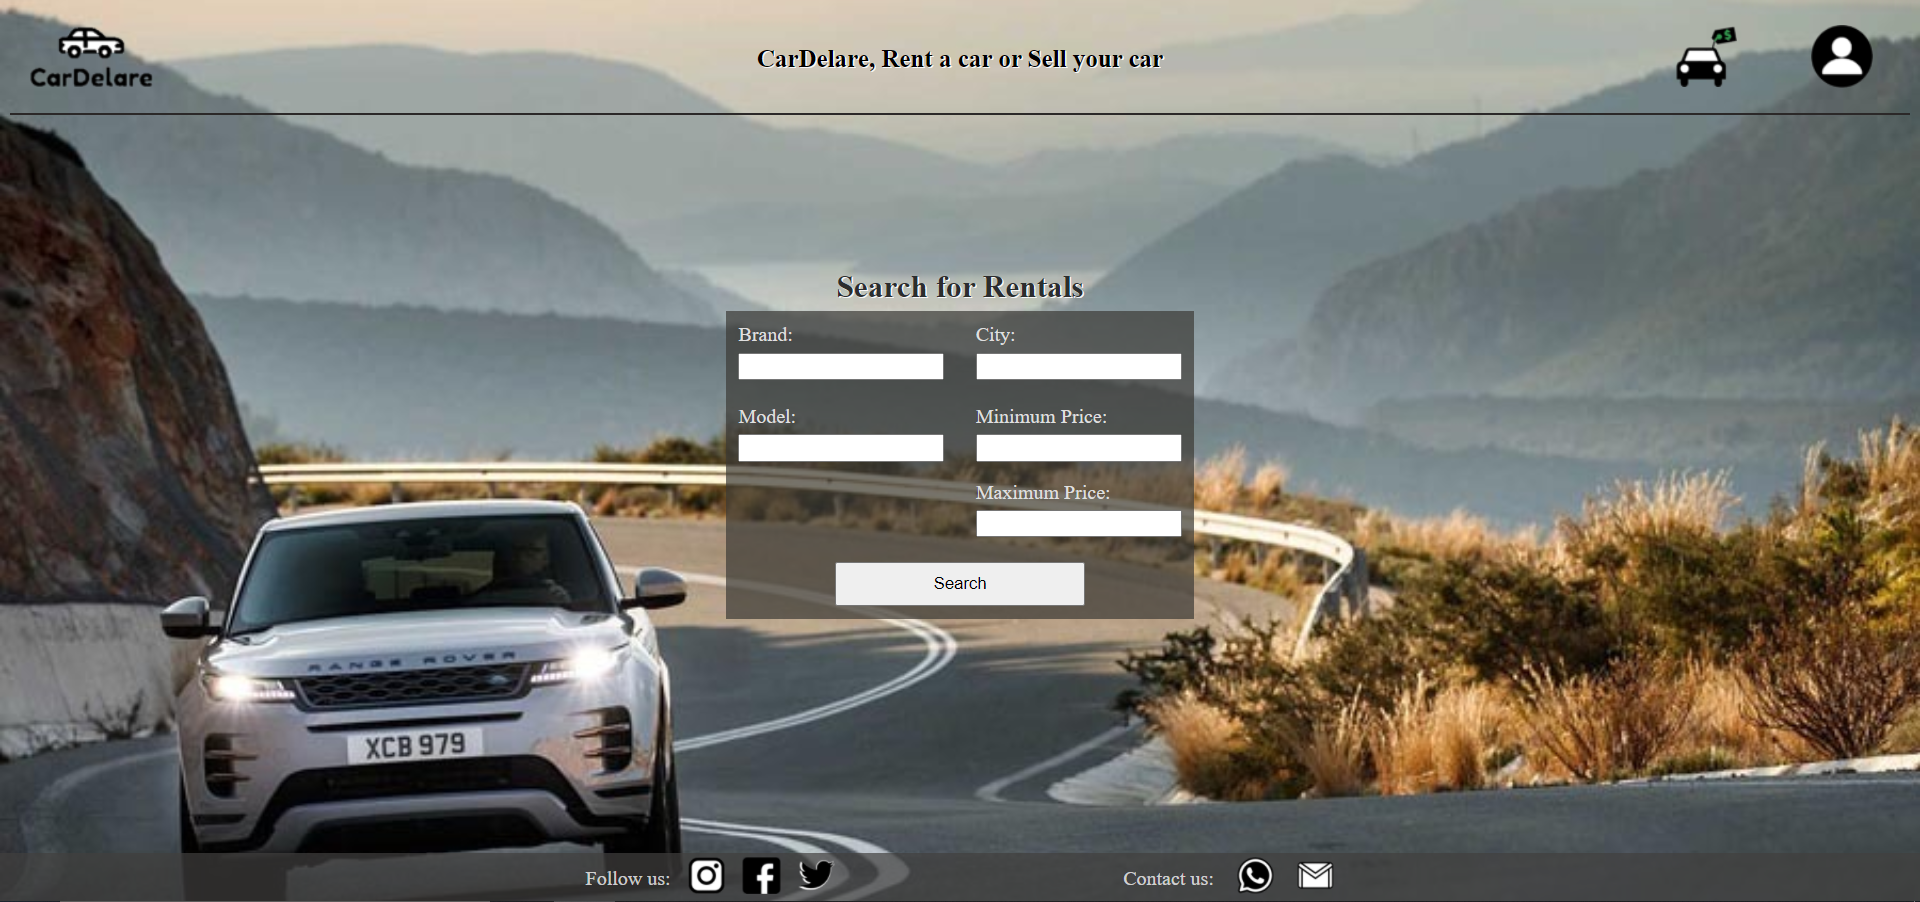 CarDelare
CarDelare, Rent a car or Sell your car
$
Search for Rentals
Brand:
City:
Model:
Minimum Price:
Maximum Price:
Search
RANGE ROVER
XCB 979
Follow us:
Contact us: